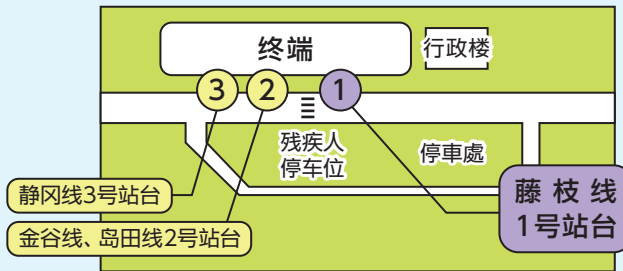 终端
行政楼
3
2
1
残疾人
停车位
停車處
静冈线3号站台
金谷线、岛田线2号站台
藤枝线
1号站台